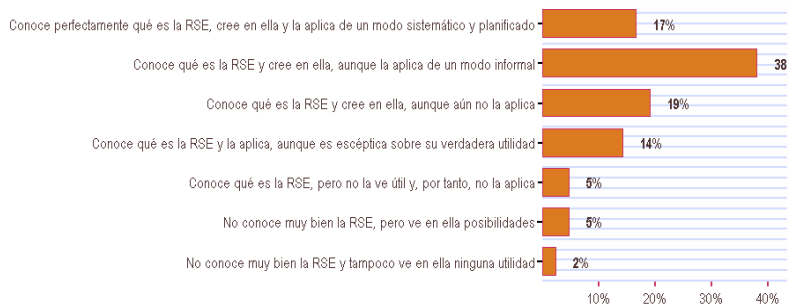 Conoce perfectamente qué es la RSE, cree en ella y la aplica de un modo sistemático y planificado 17%
Conoce qué es la RSE y cree en ella, aunque la aplica de un modo informal 38
Conoce qué es la RSE y cree en ella, aunque aún no la aplica 19%
Conoce qué es la RSE y la aplica, aunque es escéptica sobre su verdadera utilidad 14%
Conoce qué es la RSE, pero no la ve útil y, por tanto, no la aplica 5%
No conoce muy bien la RSE, pero ve en ella posibilidades 5%
No conoce muy bien la RSE y tampoco ve en ella ninguna utilidad 2%
10% 20% 30% 40%